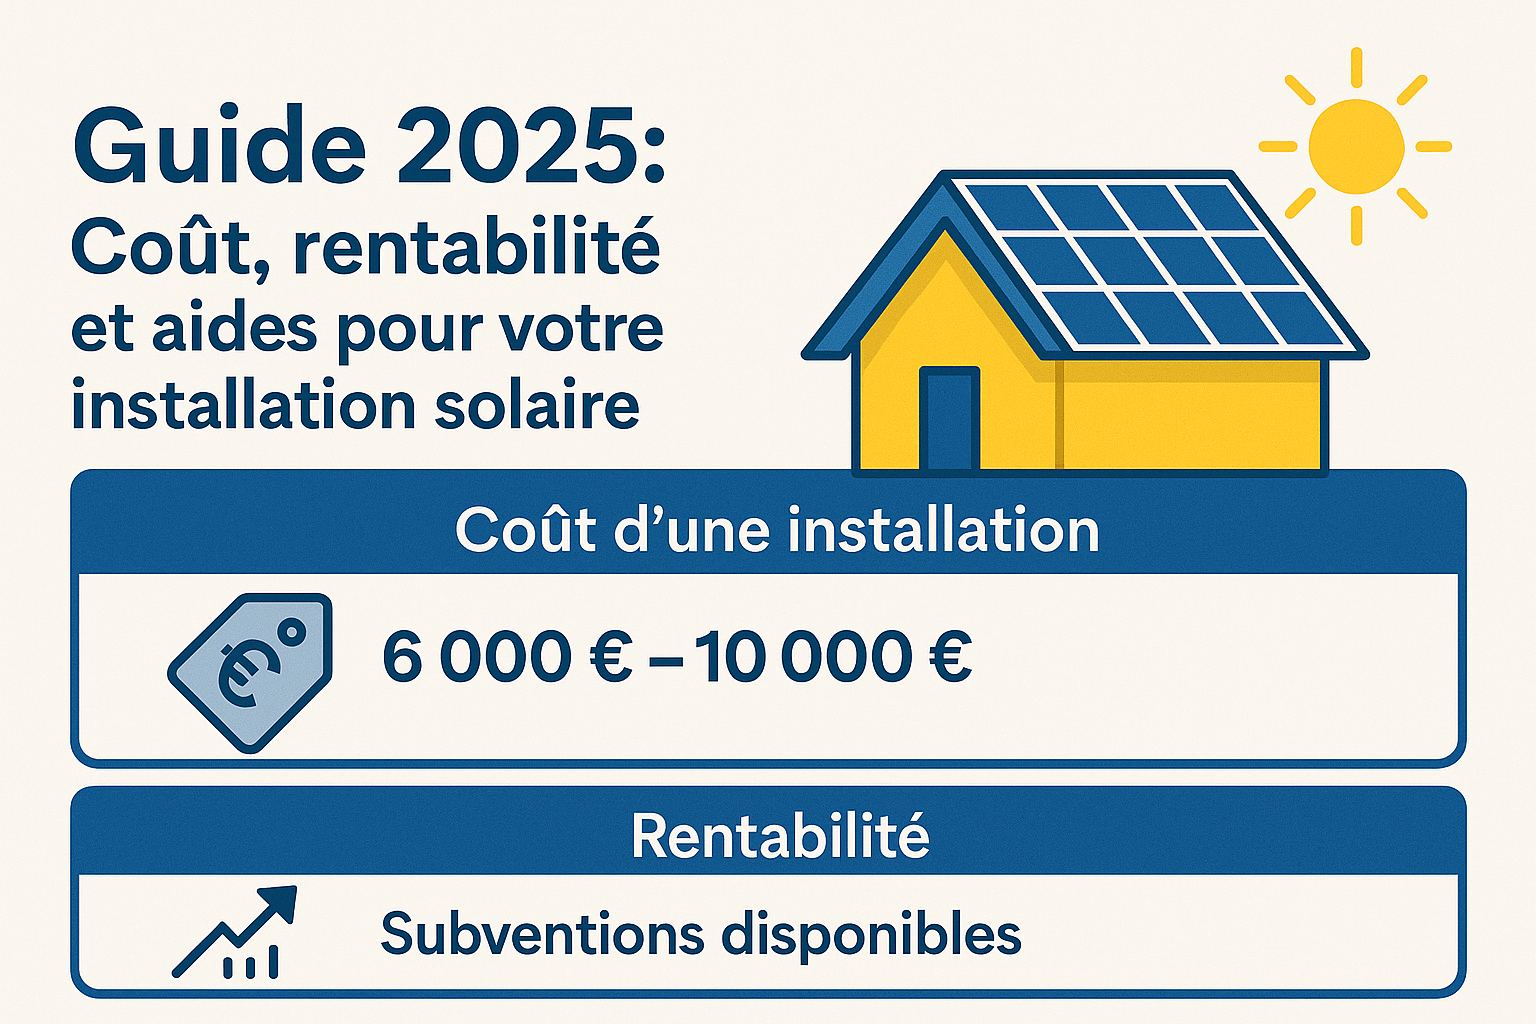 Guide 2025:
Coût, rentabilité
et aides pour votre
installation solaire
Coût d’une installation
€
6 000 € – 10 000 €
Rentabilité
Subventions disponibles